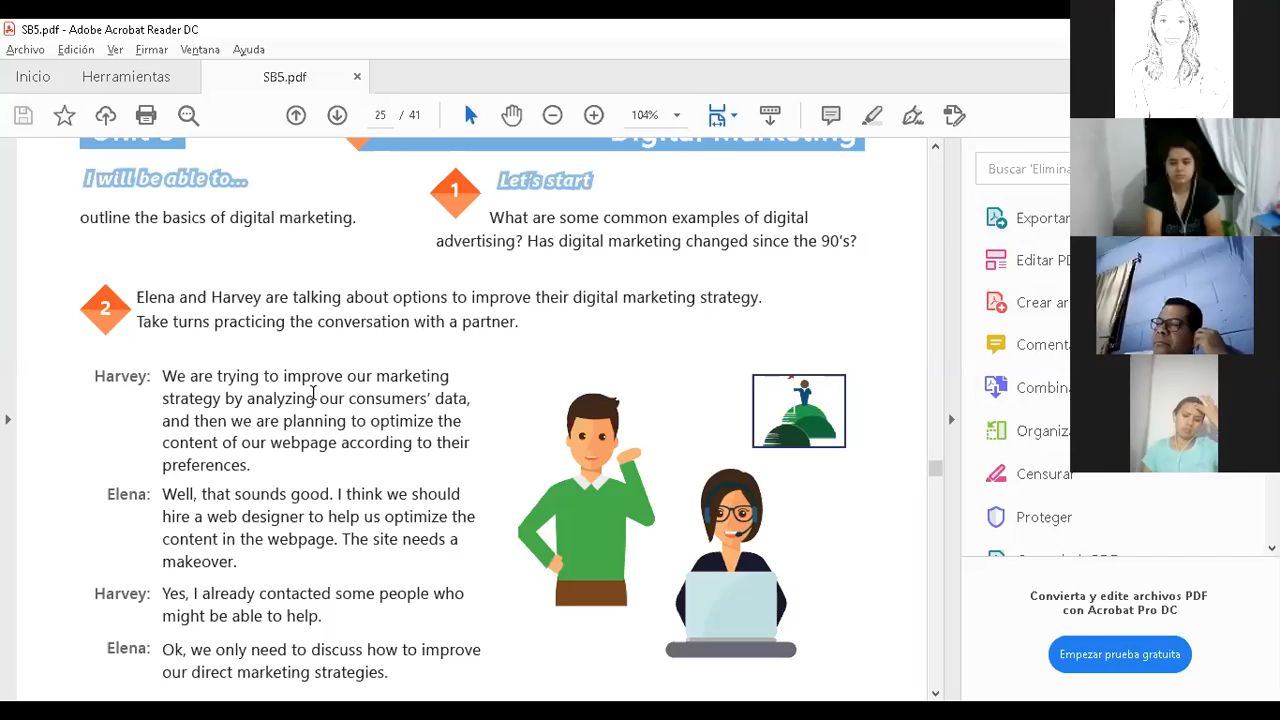 SB5.pdf - Adobe Acrobat Reader DC
Archivo Edición Ver Firmar Ventana Ayuda
Inicio Herramientas SB5.pdf ×
25 / 41 104%
Digital Marketing
I will be able to...
outline the basics of digital marketing.
1 Let's start
What are some common examples of digital
advertising? Has digital marketing changed since the 90's?
2 Elena and Harvey are talking about options to improve their digital marketing strategy.
Take turns practicing the conversation with a partner.
Harvey: We are trying to improve our marketing
strategy by analyzing our consumers' data,
and then we are planning to optimize the
content of our webpage according to their
preferences.
Elena: Well, that sounds good. I think we should
hire a web designer to help us optimize the
content in the webpage. The site needs a
makeover.
Harvey: Yes, I already contacted some people who
might be able to help.
Elena: Ok, we only need to discuss how to improve
our direct marketing strategies.
Buscar 'Elimina
Exportar
Editar PD
Crear ar
Coment
Combin
Organiz
Censurar
Proteger
Convierta y edite archivos PDF
con Acrobat Pro DC
Empezar prueba gratuita